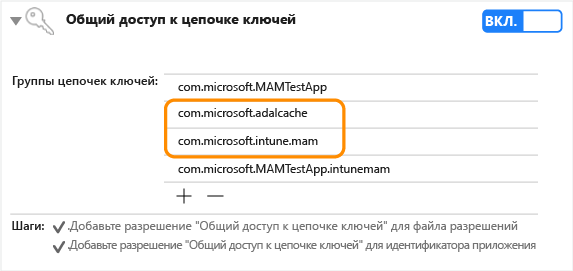 Общий доступ к цепочке ключей
ВКЛ.
Группы цепочек ключей:
com.microsoft.MAMTestApp
com.microsoft.adalcache
com.microsoft.intune.mam
com.microsoft.MAMTestApp.intunemam
Шаги: ✓ Добавьте разрешение "Общий доступ к цепочке ключей" для файла разрешений
✓ Добавьте разрешение "Общий доступ к цепочке ключей" для идентификатора приложения